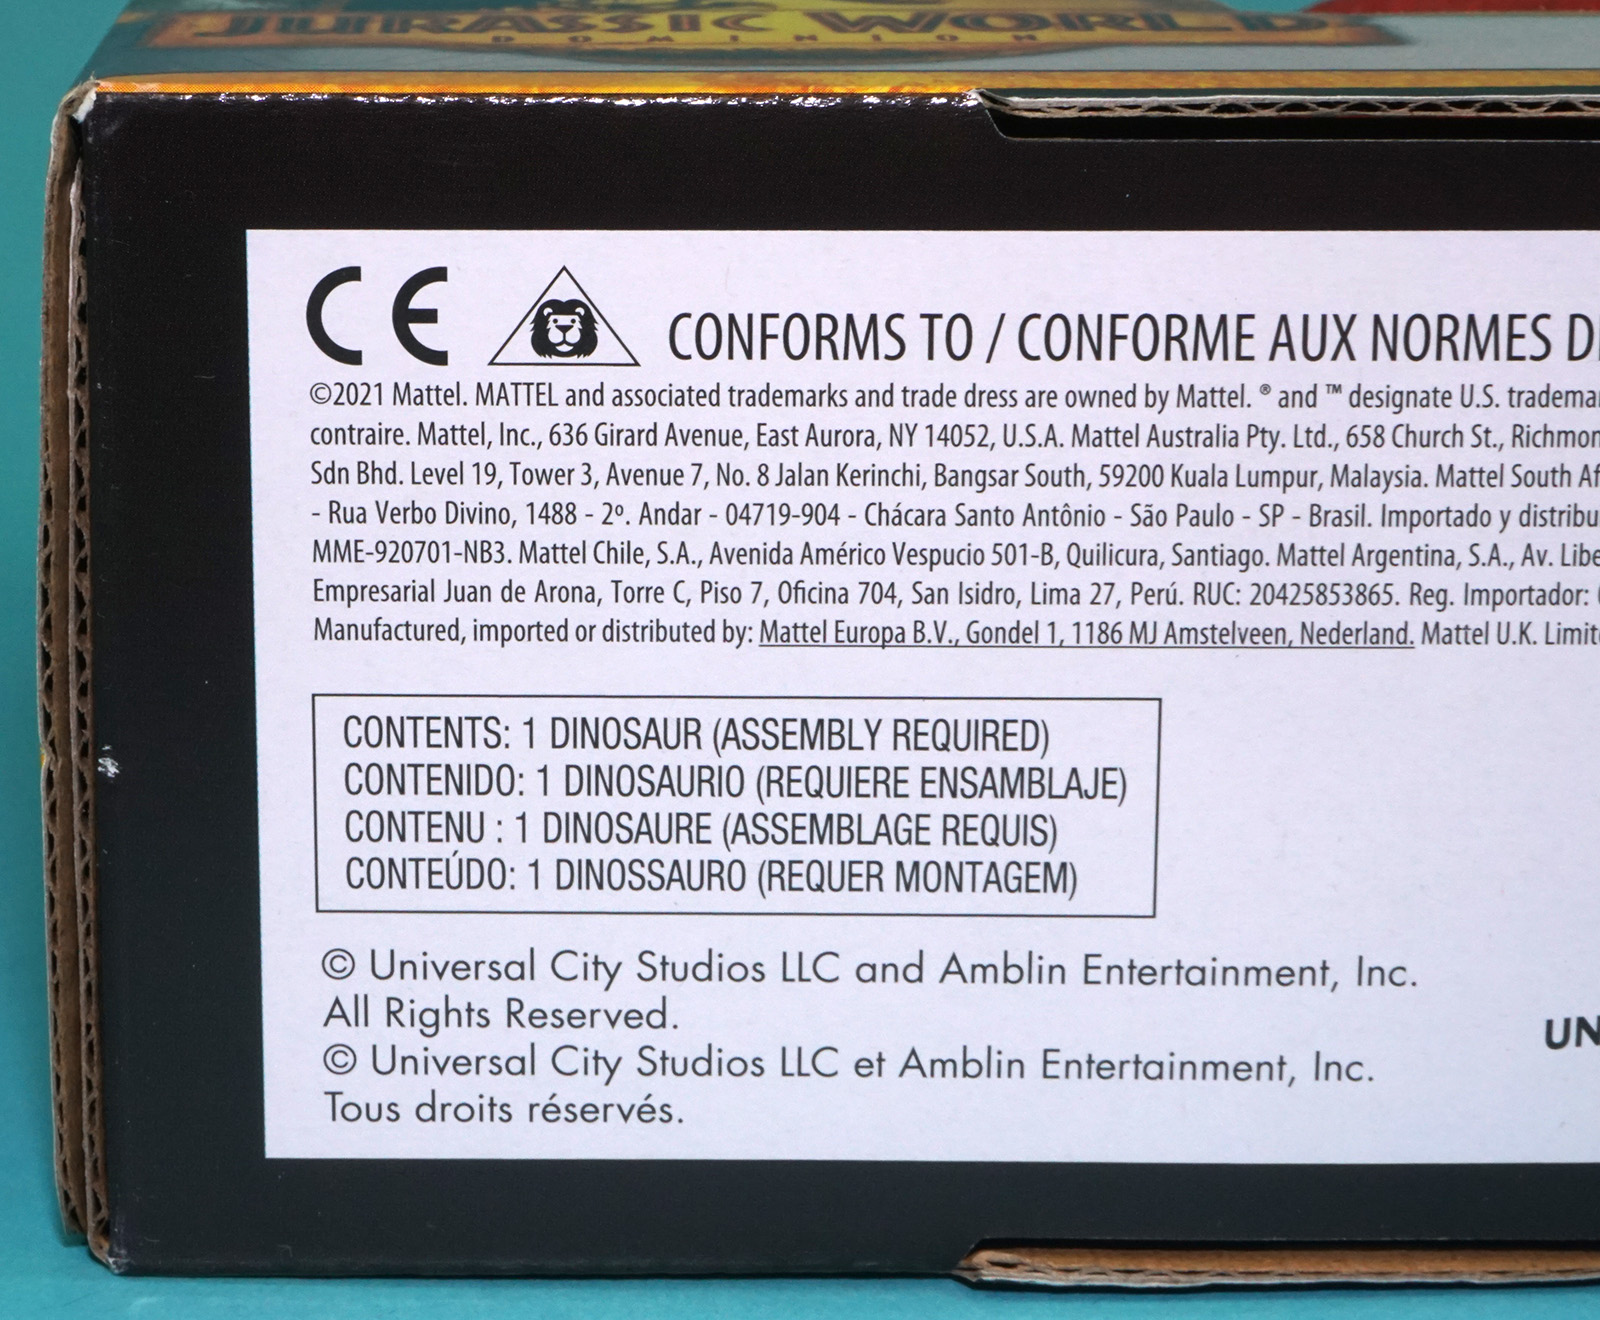 JURASSIC WORLD
DOMINION
CE
CONFORMS TO / CONFORME AUX NORMES
©2021 Mattel. MATTEL and associated trademarks and trade dress are owned by Mattel. ® and ™ designate U.S.
contraire. Mattel, Inc., 636 Girard Avenue, East Aurora, NY 14052, U.S.A. Mattel Australia Pty. Ltd., 658 Church St.,
Sdn Bhd. Level 19, Tower 3, Avenue 7, No. 8 Jalan Kerinchi, Bangsar South, 59200 Kuala Lumpur, Malaysia. Mattel South
- Rua Verbo Divino, 1488 - 2º. Andar - 04719-904 - Chácara Santo Antônio - São Paulo - SP - Brasil. Importado y
MME-920701-NB3. Mattel Chile, S.A., Avenida Américo Vespucio 501-B, Quilicura, Santiago. Mattel Argentina, S.A., Av.
Empresarial Juan de Arona, Torre C, Piso 7, Oficina 704, San Isidro, Lima 27, Perú. RUC: 20425853865. Reg. Importador:
Manufactured, imported or distributed by: Mattel Europa B.V., Gondel 1, 1186 MJ Amstelveen, Nederland. Mattel U.K.
CONTENTS: 1 DINOSAUR (ASSEMBLY REQUIRED)
CONTENIDO: 1 DINOSAURIO (REQUIERE ENSAMBLAJE)
CONTENU : 1 DINOSAURE (ASSEMBLAGE REQUIS)
CONTEÚDO: 1 DINOSSAURO (REQUER MONTAGEM)
© Universal City Studios LLC and Amblin Entertainment, Inc.
All Rights Reserved.
© Universal City Studios LLC et Amblin Entertainment, Inc.
Tous droits réservés.